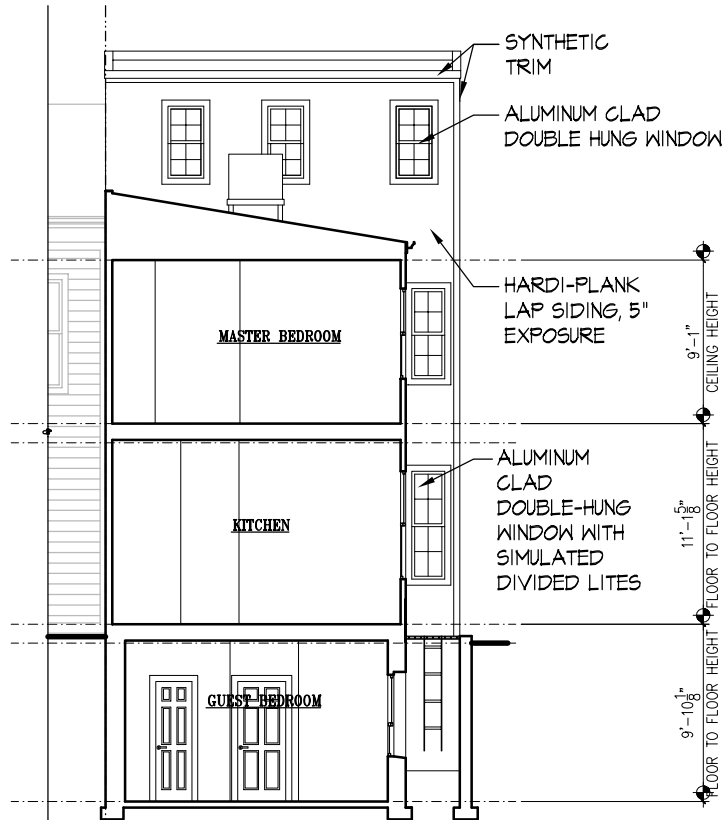 SYNTHETIC
TRIM
ALUMINUM CLAD
DOUBLE HUNG WINDOW
HARDI-PLANK
LAP SIDING, 5"
EXPOSURE
MASTER BEDROOM
9'-1"
CEILING HEIGHT
ALUMINUM
CLAD
DOUBLE-HUNG
WINDOW WITH
SIMULATED
DIVIDED LITES
KITCHEN
11'-1 5/8"
FLOOR TO FLOOR HEIGHT
GUEST BEDROOM
9'-10 1/8"
FLOOR TO FLOOR HEIGHT